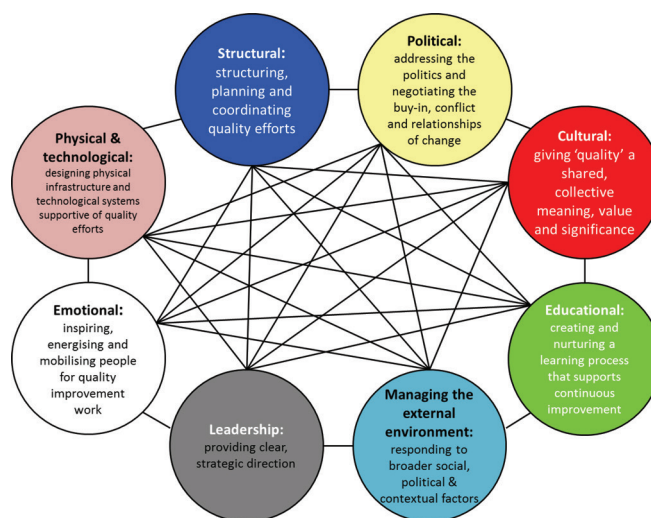 Structural:
structuring,
planning and
coordinating
quality efforts
Political:
addressing the
politics and
negotiating the
buy-in, conflict
and relationships
of change
Physical &
technological:
designing physical
infrastructure and
technological systems
supportive of quality
efforts
Cultural:
giving ‘quality’ a
shared,
collective
meaning, value
and significance
Emotional:
inspiring,
energising and
mobilising people
for quality
improvement
work
Educational:
creating and
nurturing a
learning process
that supports
continuous
improvement
Leadership:
providing clear,
strategic direction
Managing the
external
environment:
responding to
broader social,
political &
contextual factors